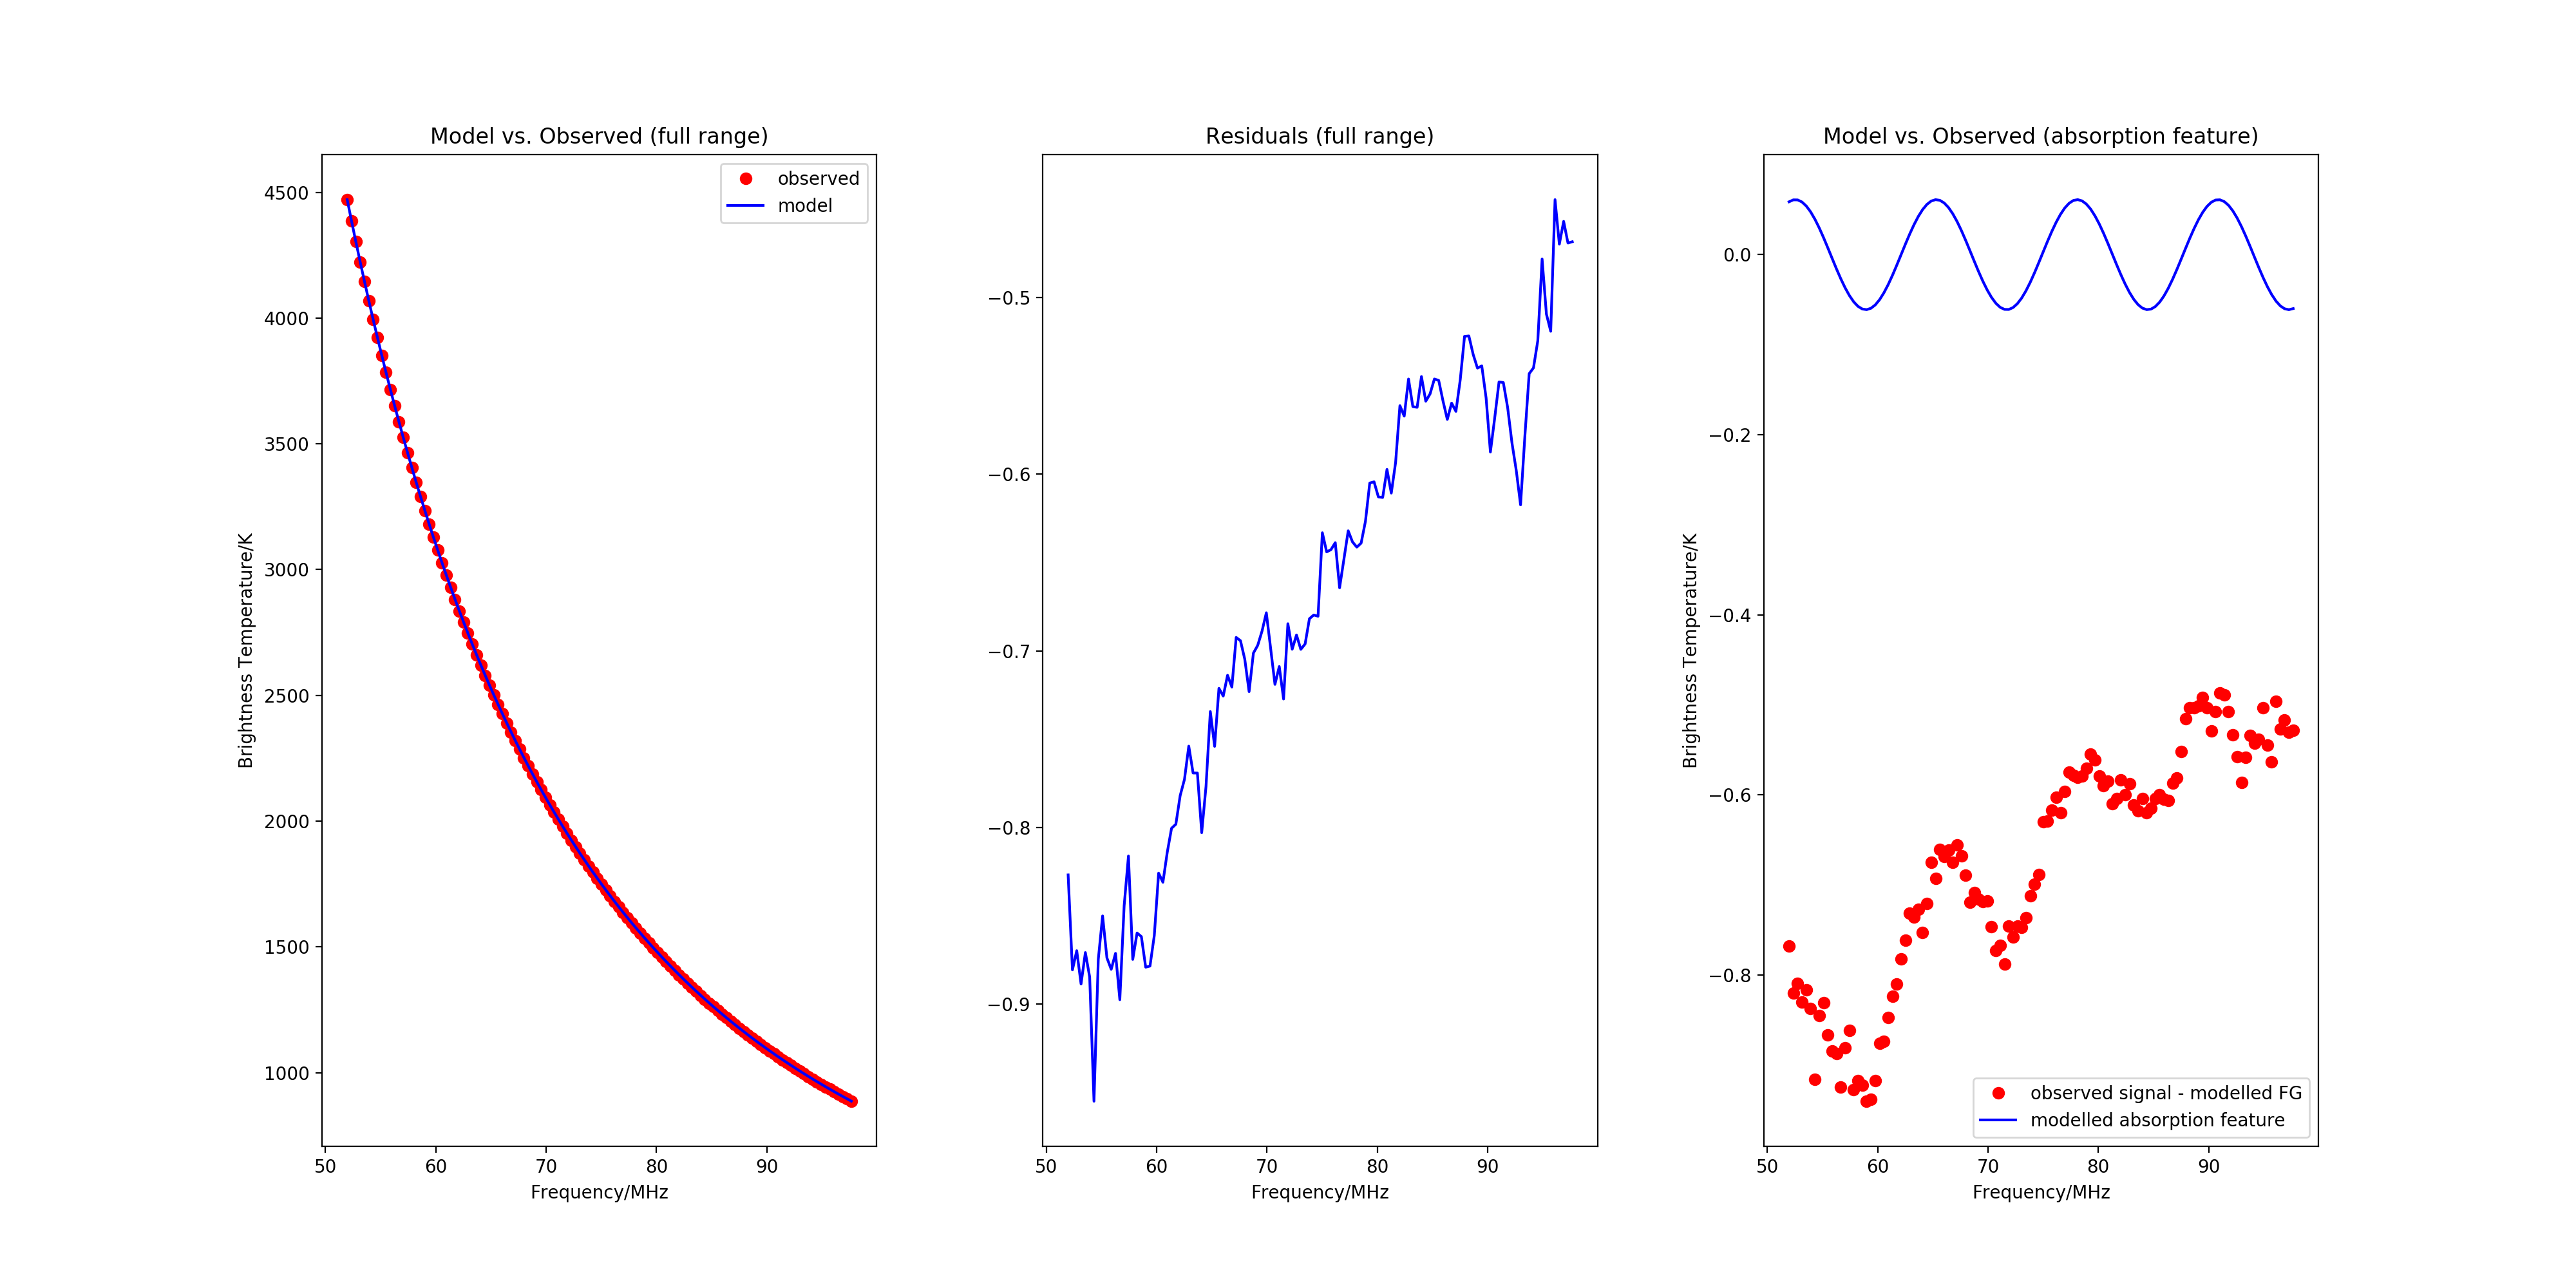 Model vs. Observed (full range)
observed
model
4500
4000
3500
3000
2500
2000
1500
1000
Brightness Temperature/K
50 60 70 80 90
Frequency/MHz
Residuals (full range)
−0.5
−0.6
−0.7
−0.8
−0.9
50 60 70 80 90
Frequency/MHz
Model vs. Observed (absorption feature)
0.0
−0.2
−0.4
−0.6
−0.8
Brightness Temperature/K
observed signal - modelled FG
modelled absorption feature
50 60 70 80 90
Frequency/MHz